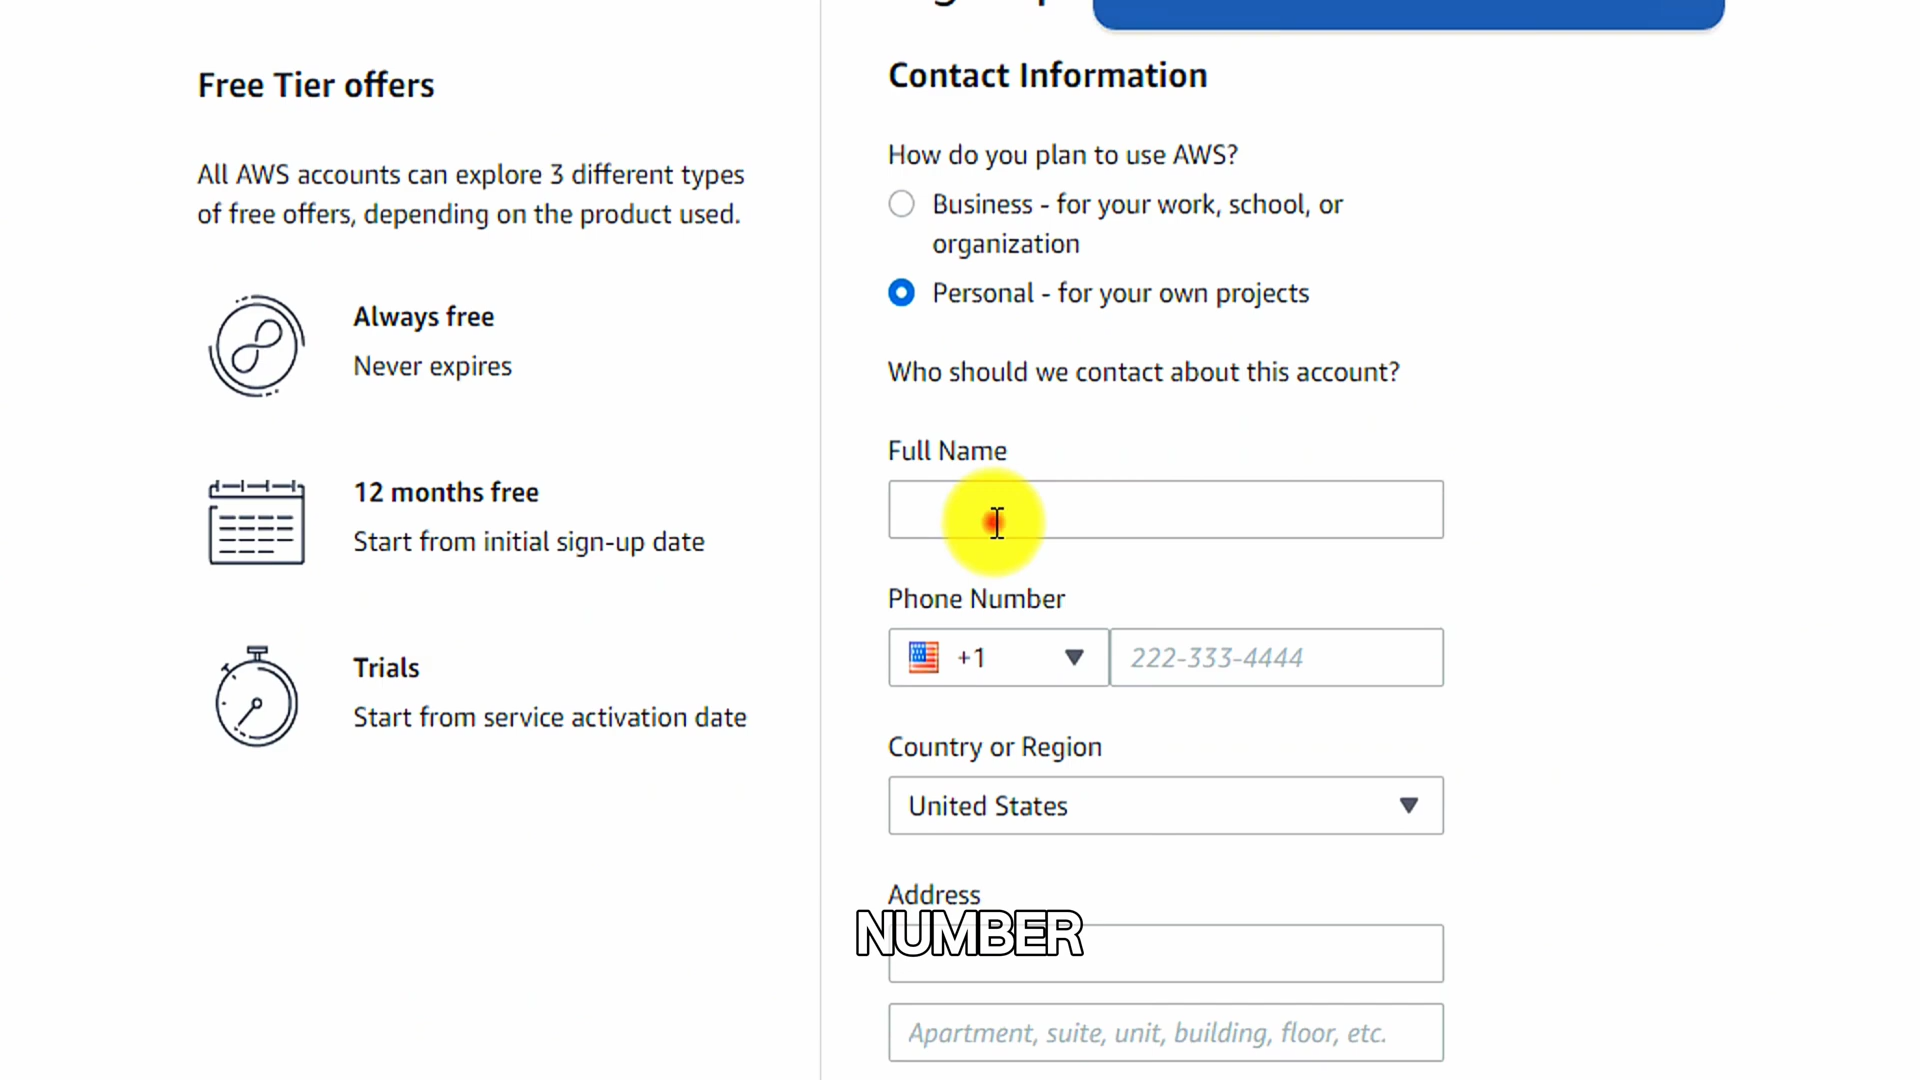 Free Tier offers
All AWS accounts can explore 3 different types
of free offers, depending on the product used.
Always free
Never expires
12 months free
Start from initial sign-up date
Trials
Start from service activation date
Contact Information
How do you plan to use AWS?
Business - for your work, school, or
organization
Personal - for your own projects
Who should we contact about this account?
Full Name
Phone Number
+1
222-333-4444
Country or Region
United States
Address
NUMBER
Apartment, suite, unit, building, floor, etc.